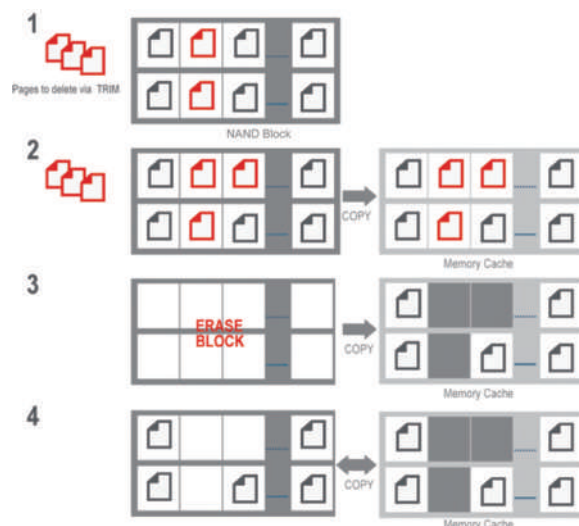 1
Pages to delete via TRIM
NAND Block
2
COPY
Memory Cache
3
ERASE
BLOCK
COPY
Memory Cache
4
COPY
Memory Cache